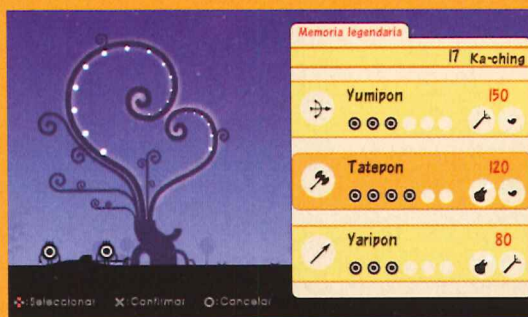 Memoria legendaria
17 Ka-ching
Yumipon 150
Tatepon 120
Yaripon 80
:Seleccionar X:Confirmar O:Cancelar